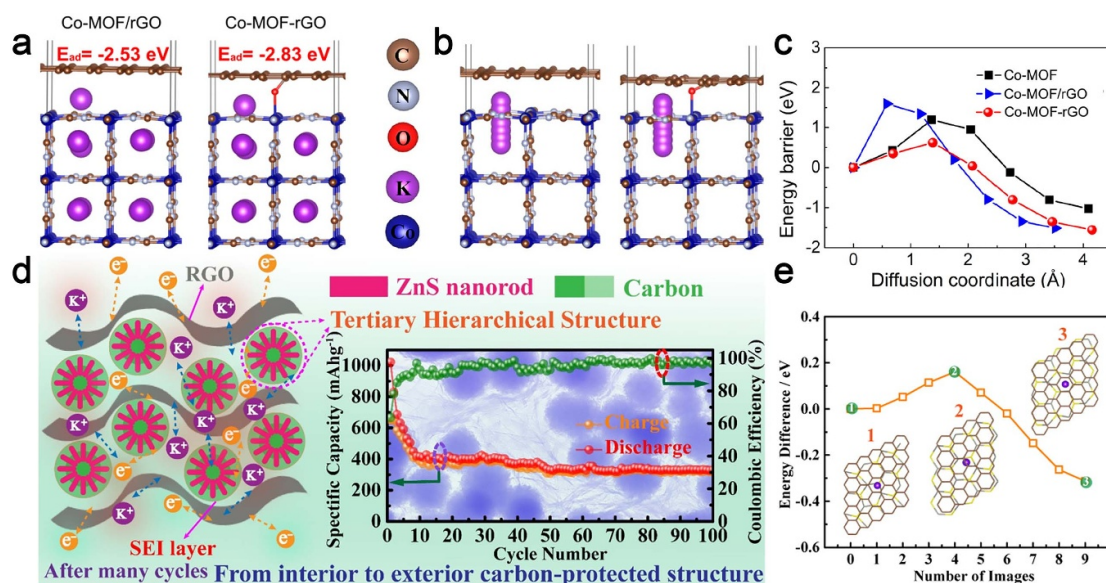 a
Co-MOF/rGO
Co-MOF-rGO
Ead= -2.53 eV
Ead= -2.83 eV
C
N
O
K
Co
b
c
Energy barrier (eV)
3
2
1
0
-1
-2
Co-MOF
Co-MOF/rGO
Co-MOF-rGO
0 1 2 3 4
Diffusion coordinate (Å)
d
e⁻
e⁻
e⁻
RGO
K⁺
K⁺
K⁺
K⁺
e⁻
K⁺
e⁻
K⁺
K⁺
e⁻
e⁻
K⁺
e⁻
e⁻
SEI layer
After many cycles
ZnS nanorod
Carbon
Tertiary Hierarchical Structure
Spectific Capacity (mAhg⁻¹)
1000
800
600
400
200
0
Charge
Discharge
100
80
60
40
20
0
Coulombic Efficiency (%)
0 10 20 30 40 50 60 70 80 90 100
Cycle Number
From interior to exterior carbon-protected structure
e
Energy Difference / eV
0.4
0.2
0.0
-0.2
-0.4
-0.6
1
2
3
1
2
3
0 1 2 3 4 5 6 7 8 9
Number of Images